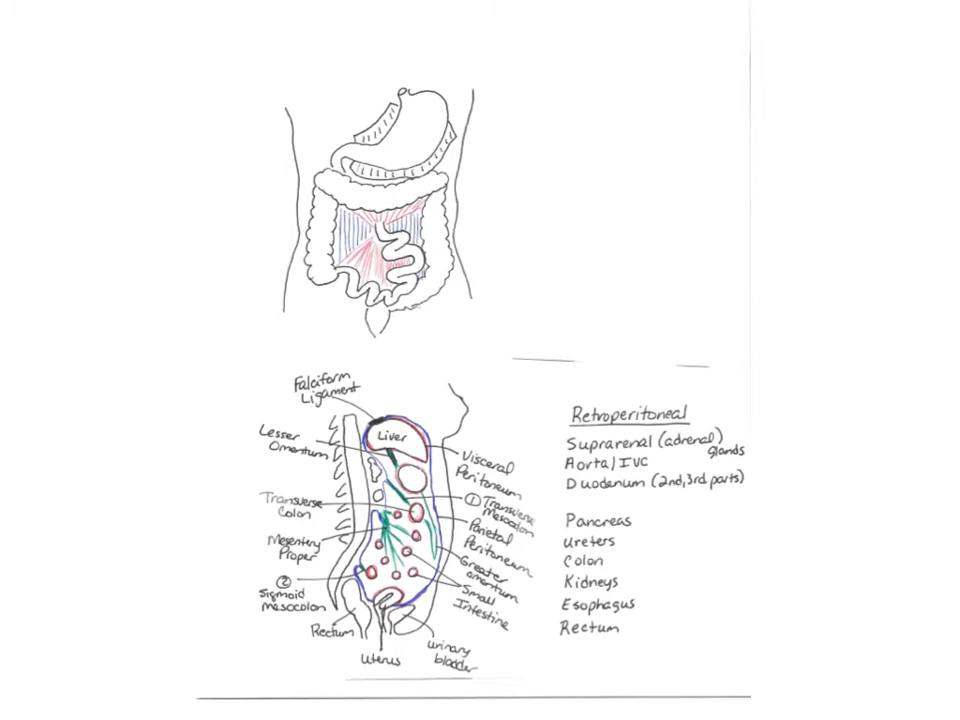 Falciform
Ligament
Lesser
Omentum
Liver
Visceral
Peritoneum
① Transverse
Mesocolon
Transverse
Colon
Parietal
Peritoneum
Mesentery
Proper
Greater
omentum
②
Sigmoid
mesocolon
Small
Intestine
Rectum
Uterus
urinary
bladder
Retroperitoneal
Suprarenal (adrenal)
glands
Aorta/IVC
Duodenum (2nd, 3rd parts)
Pancreas
ureters
Colon
Kidneys
Esophagus
Rectum